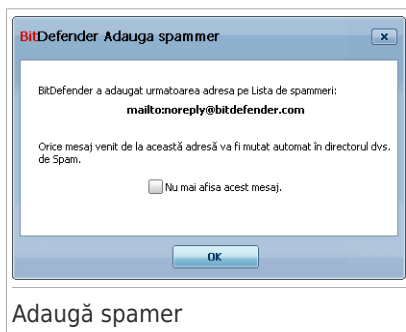 BitDefender Adauga spammer
BitDefender a adaugat urmatoarea adresa pe Lista de spammeri:
mailto:noreply@bitdefender.com
Orice mesaj venit de la această adresă va fi mutat automat în directorul dvs.
de Spam.
Nu mai afisa acest mesaj.
OK
Adaugă spamer